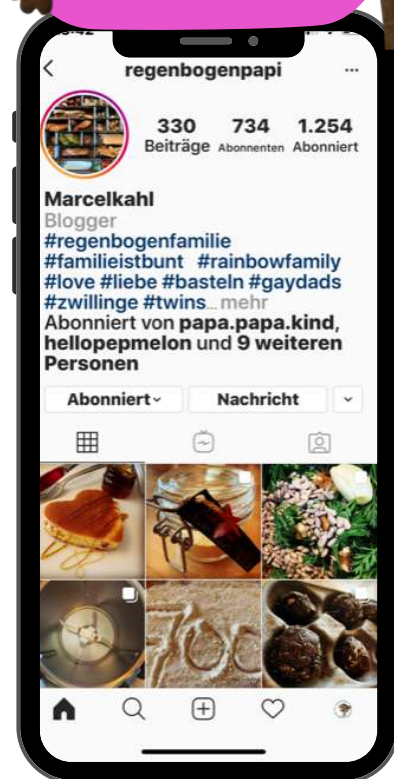 regenbogenpapi
330 734 1.254
Beiträge Abonnenten Abonniert
Marcelkahl
Blogger
#regenbogenfamilie
#familieistbunt #rainbowfamily
#love #liebe #basteln #gaydads
#zwillinge #twins... mehr
Abonniert von papa.papa.kind,
hellopepmelon und 9 weiteren
Personen
Abonniert Nachricht
700